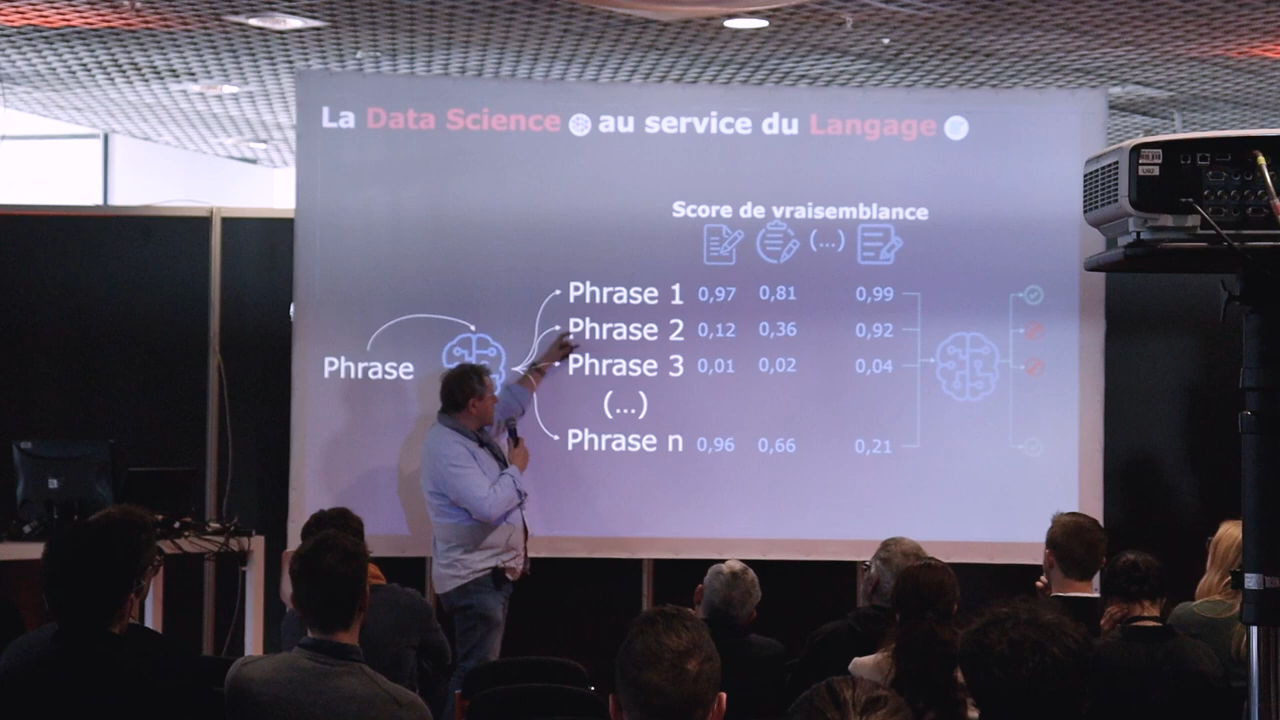 La Data Science au service du Langage
Score de vraisemblance
(...)
Phrase 1 0,97 0,81 0,99
Phrase 2 0,12 0,36 0,92
Phrase
Phrase 3 0,01 0,02 0,04
(...)
Phrase n 0,96 0,66 0,21